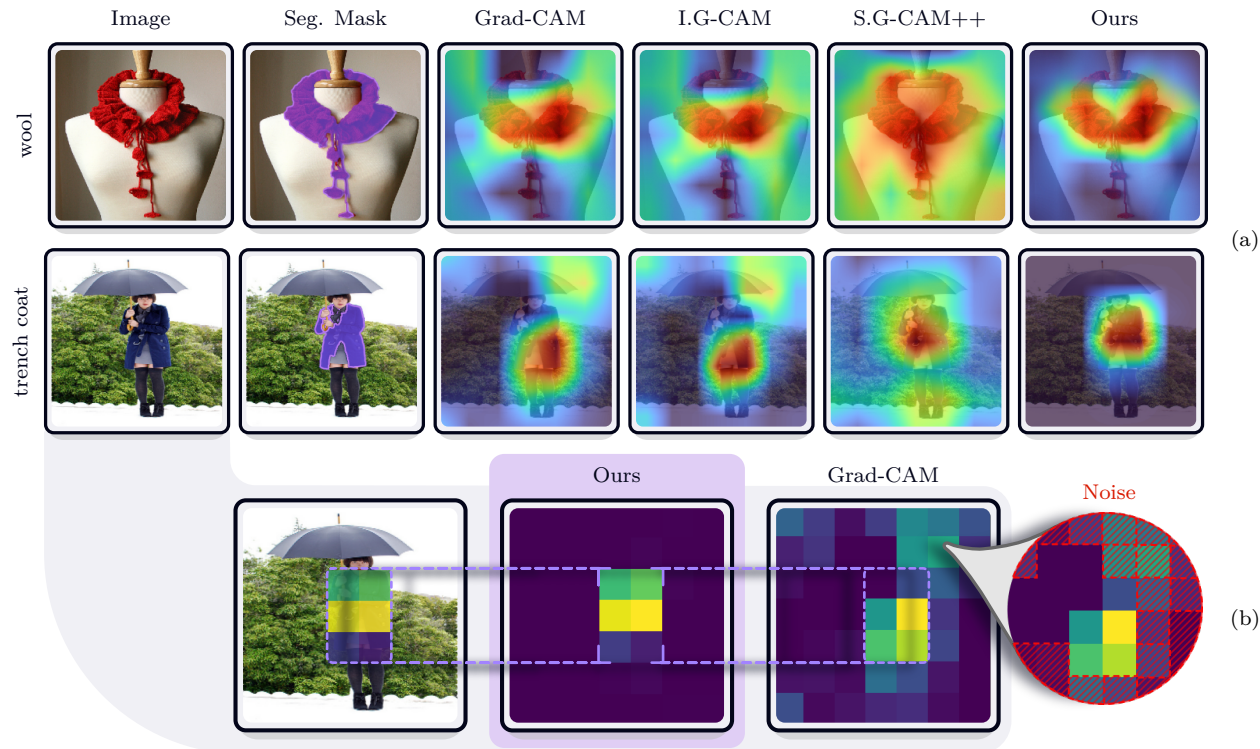 Image
Seg. Mask
Grad-CAM
I.G-CAM
S.G-CAM++
Ours
wool
(a)
trench coat
Ours
Grad-CAM
Noise
(b)